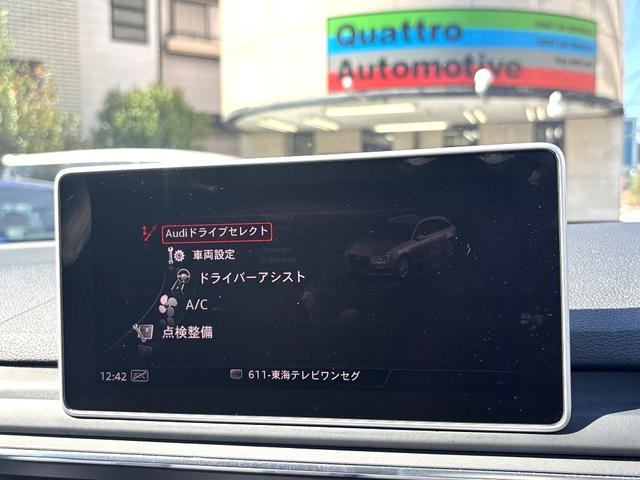 Quattro
Automotive
Audiドライブセレクト
車両設定
ドライバーアシスト
A/C
点検整備
12:42
611-東海テレビワンセグ
Dynamic
Individual